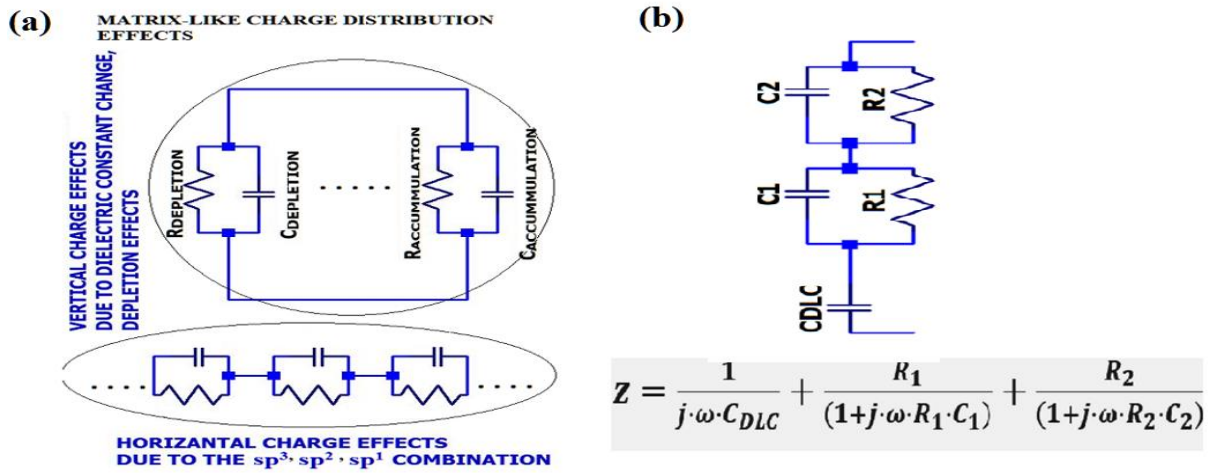 (a)
MATRIX-LIKE CHARGE DISTRIBUTION
EFFECTS
VERTICAL CHARGE EFFECTS
DUE TO DIELECTRIC CONSTANT CHANGE,
DEPLETION EFFECTS
RDEPLETION
CDEPLETION
.....
RACCUMMULATION
CACCUMMULATION
....
....
HORIZANTAL CHARGE EFFECTS
DUE TO THE sp³, sp², sp¹ COMBINATION
(b)
C2
R2
C1
R1
CDLC
Z = 1/(j·ω·C_DLC) + R₁/((1+j·ω·R₁·C₁)) + R₂/((1+j·ω·R₂·C₂))